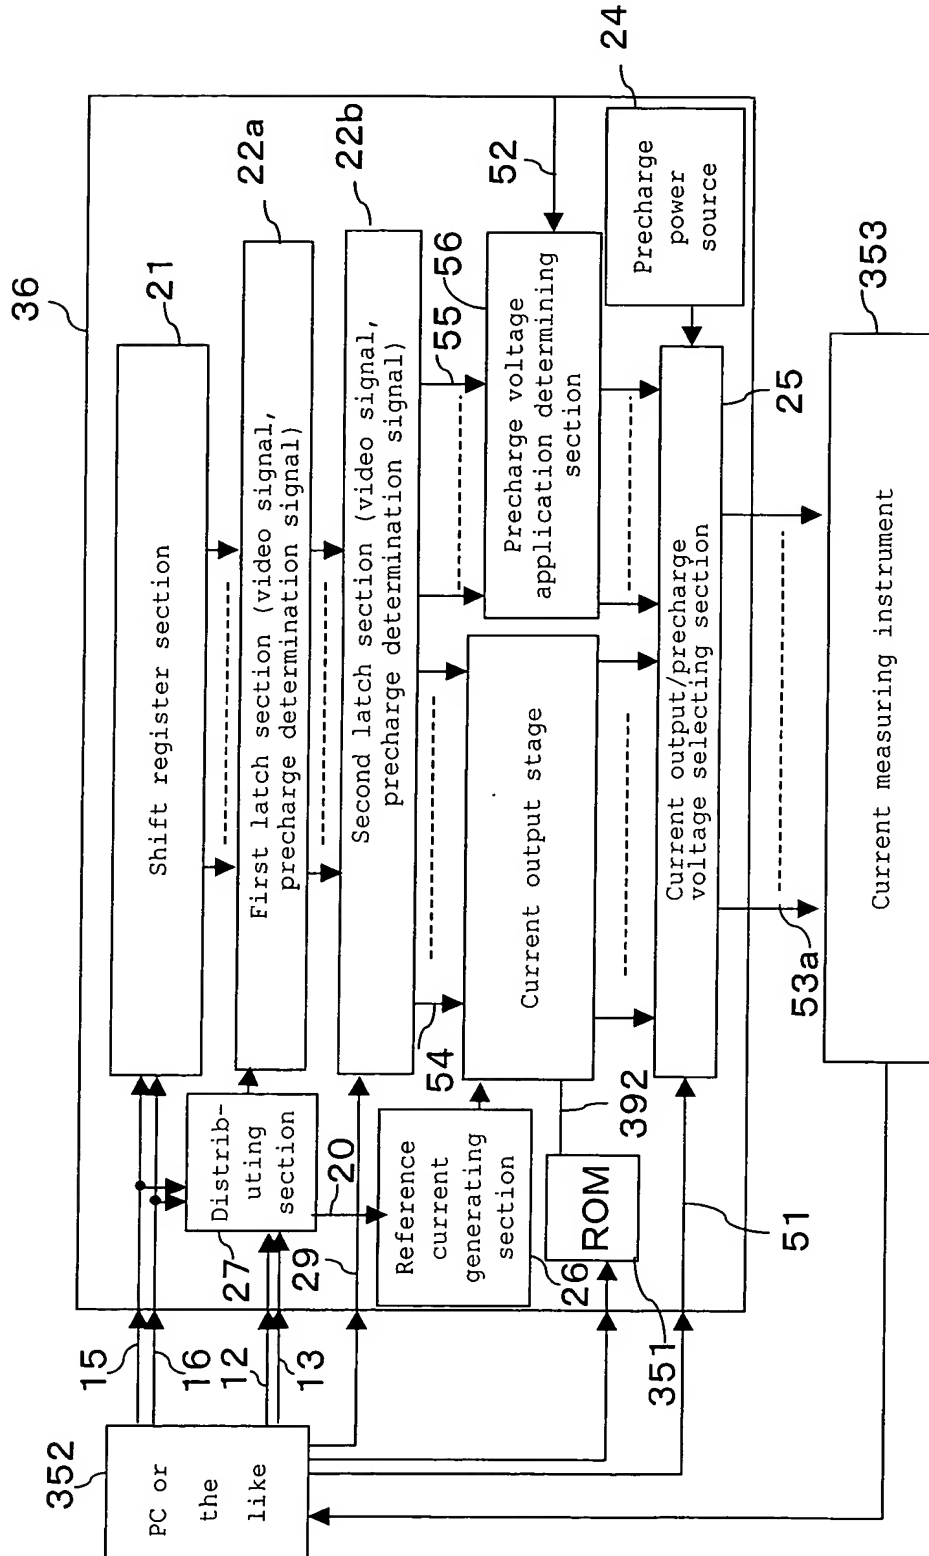 36
21
Shift register section
22a
First latch section (video signal,
precharge determination signal)
22b
Second latch section (video signal,
precharge determination signal)
15
16
12
13
352
PC or
the
like
27
Distrib-
uting
section
20
29
Reference
current
generating
section
26
54
55
56
52
Current output stage
Precharge voltage
application determining
section
24
Precharge
power
source
392
ROM
351
51
Current output/precharge
voltage selecting section
25
53a
353
Current measuring instrument